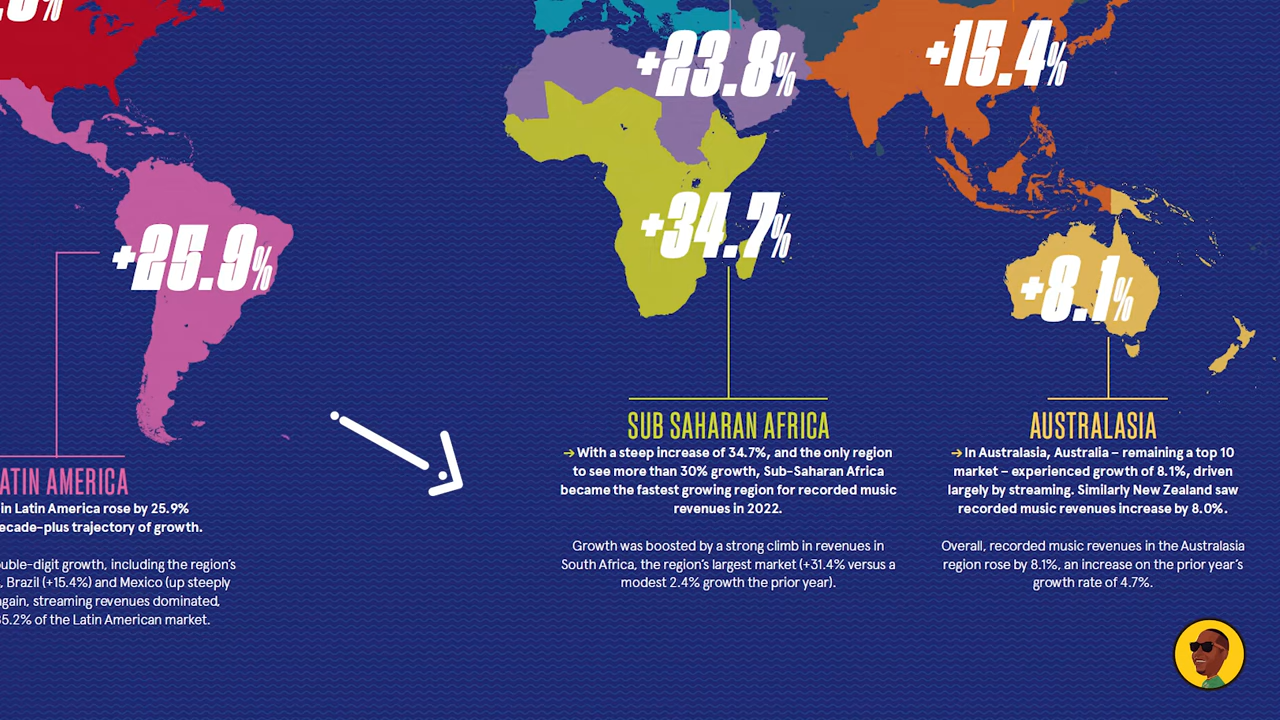 +23.8%
+15.4%
+34.7%
+25.9%
+8.1%
SUB SAHARAN AFRICA
→ With a steep increase of 34.7%, and the only region
to see more than 30% growth, Sub-Saharan Africa
became the fastest growing region for recorded music
revenues in 2022.
Growth was boosted by a strong climb in revenues in
South Africa, the region's largest market (+31.4% versus a
modest 2.4% growth the prior year).
AUSTRALASIA
→ In Australasia, Australia – remaining a top 10
market – experienced growth of 8.1%, driven
largely by streaming. Similarly New Zealand saw
recorded music revenues increase by 8.0%.
Overall, recorded music revenues in the Australasia
region rose by 8.1%, an increase on the prior year's
growth rate of 4.7%.
ATIN AMERICA
in Latin America rose by 25.9%
ecade-plus trajectory of growth.
uble-digit growth, including the region's
, Brazil (+15.4%) and Mexico (up steeply
gain, streaming revenues dominated,
5.2% of the Latin American market.